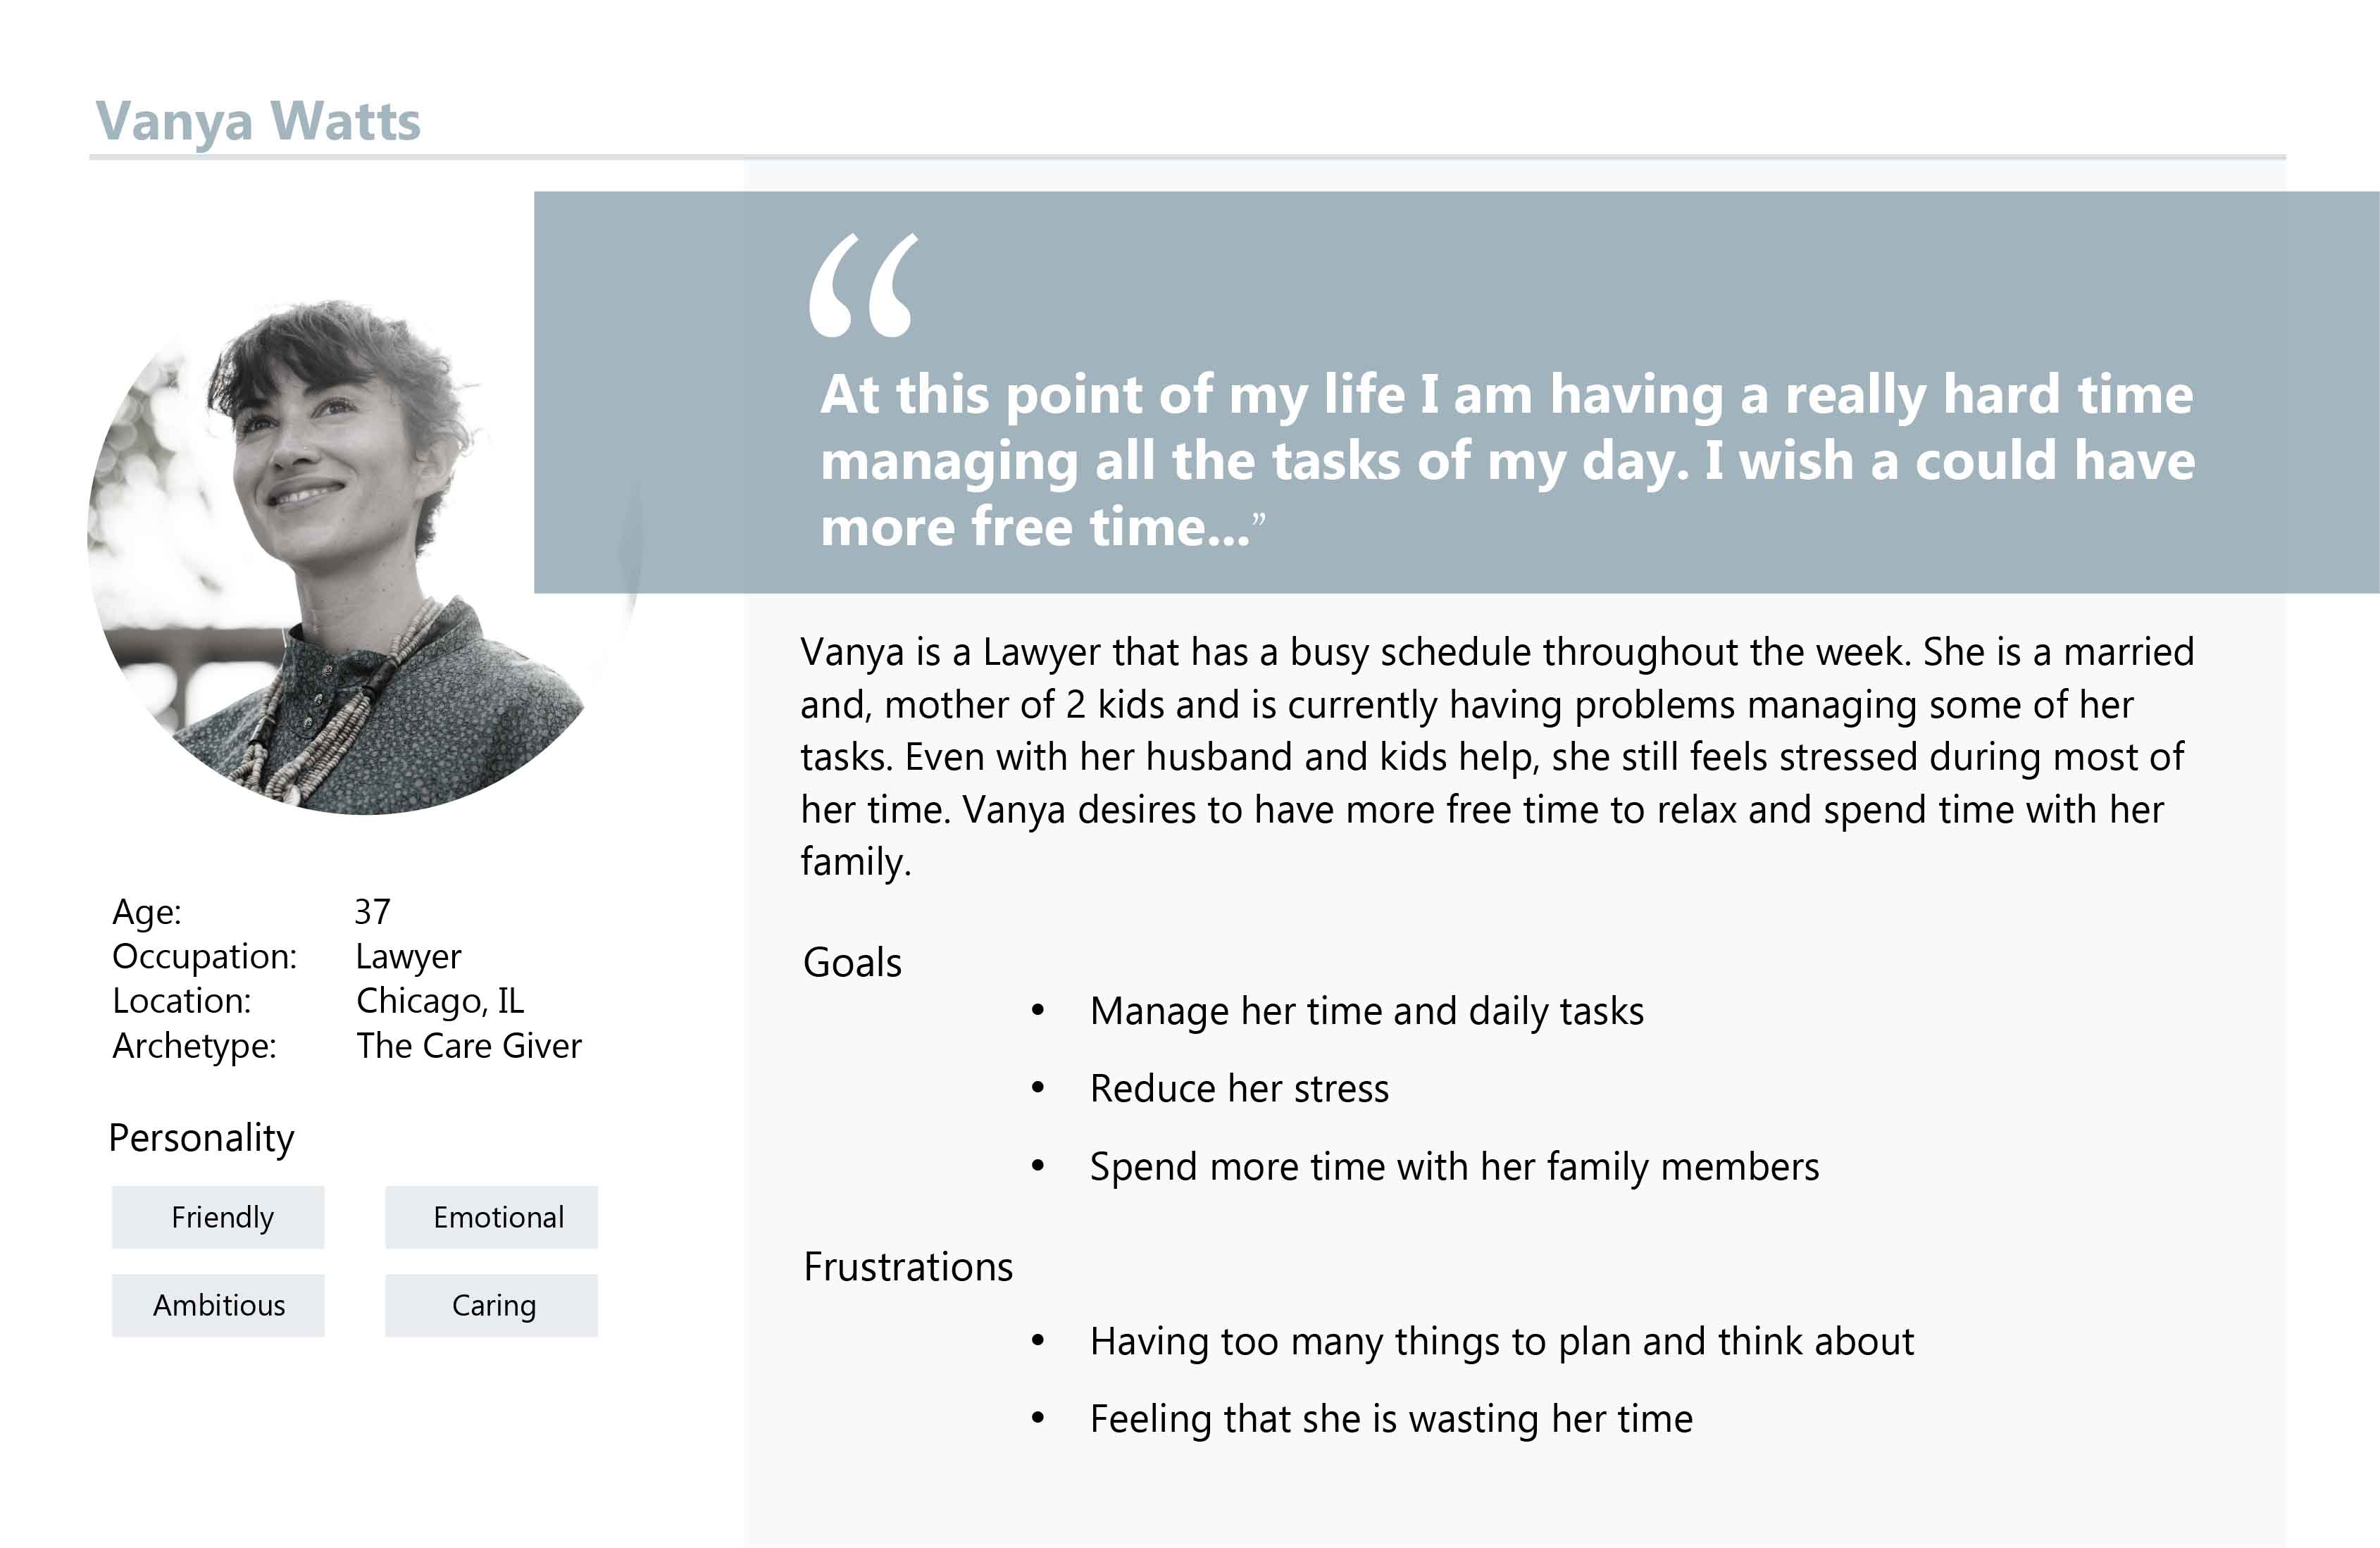 Vanya Watts
“
At this point of my life I am having a really hard time
managing all the tasks of my day. I wish a could have
more free time...”
Vanya is a Lawyer that has a busy schedule throughout the week. She is a married
and, mother of 2 kids and is currently having problems managing some of her
tasks. Even with her husband and kids help, she still feels stressed during most of
her time. Vanya desires to have more free time to relax and spend time with her
family.
Age: 37
Occupation: Lawyer
Location: Chicago, IL
Archetype: The Care Giver
Personality
Friendly Emotional
Ambitious Caring
Goals
• Manage her time and daily tasks
• Reduce her stress
• Spend more time with her family members
Frustrations
• Having too many things to plan and think about
• Feeling that she is wasting her time